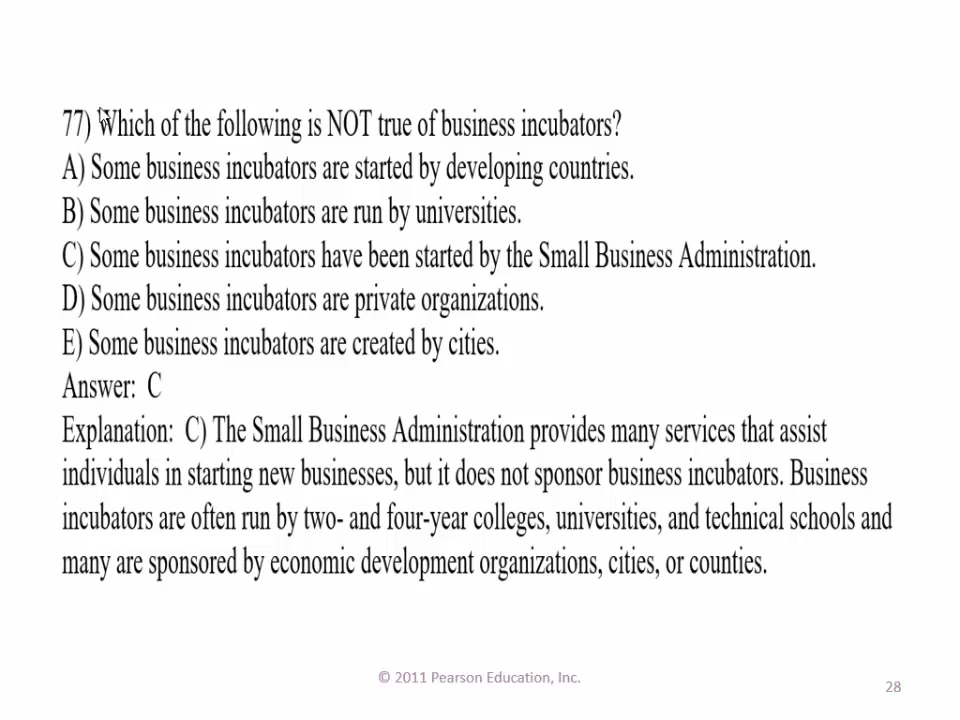 77) Which of the following is NOT true of business incubators?
A) Some business incubators are started by developing countries.
B) Some business incubators are run by universities.
C) Some business incubators have been started by the Small Business Administration.
D) Some business incubators are private organizations.
E) Some business incubators are created by cities.
Answer:  C
Explanation:  C) The Small Business Administration provides many services that assist
individuals in starting new businesses, but it does not sponsor business incubators. Business
incubators are often run by two- and four-year colleges, universities, and technical schools and
many are sponsored by economic development organizations, cities, or counties.
© 2011 Pearson Education, Inc.
28